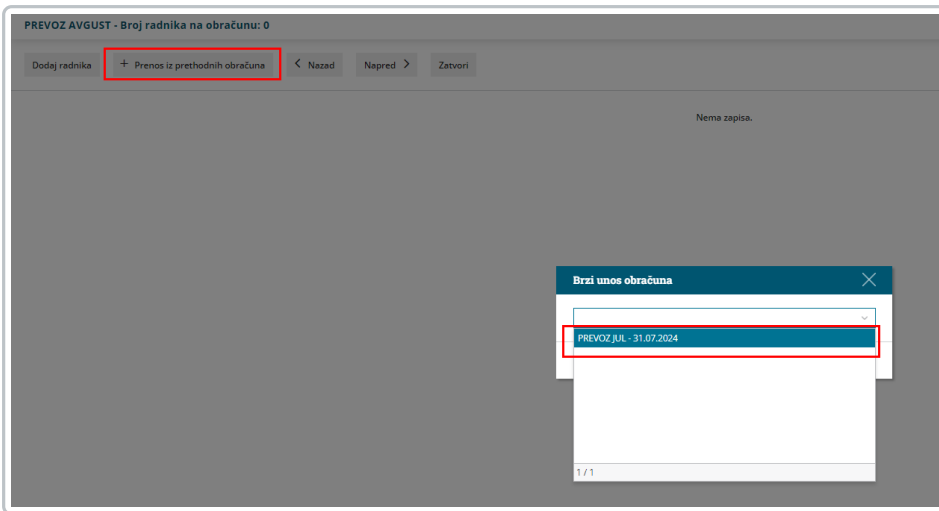 PREVOZ AVGUST - Broj radnika na obračunu: 0
Dodaj radnika + Prenos iz prethodnih obračuna < Nazad Napred > Zatvori
Nema zapisa.
Brzi unos obračuna
PREVOZ JUL - 31.07.2024
1 / 1